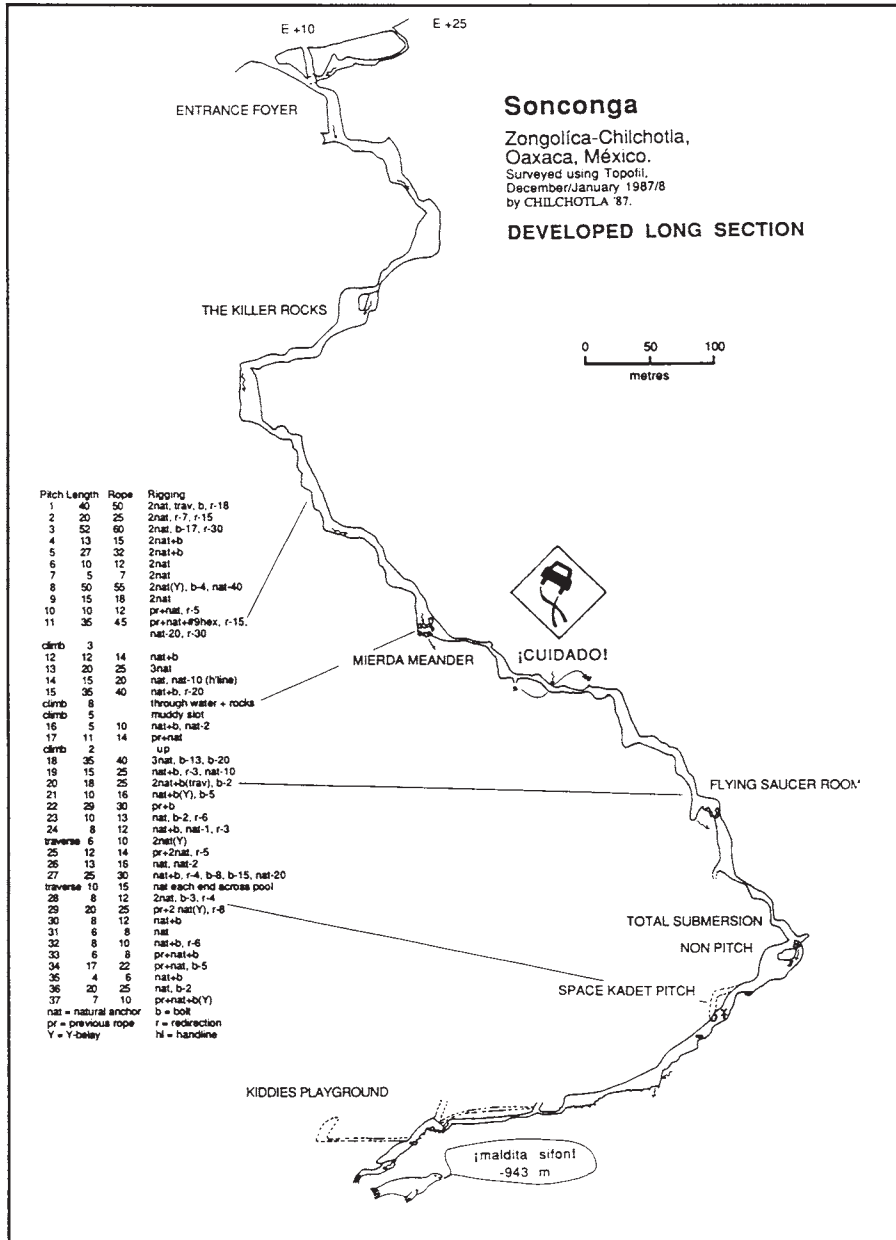 E +10
E +25
ENTRANCE FOYER
Sonconga
Zongolíca-Chilchotla,
Oaxaca, México.
Surveyed using Topofil,
December/January 1987/8
by CHILCHOTLA '87.
DEVELOPED LONG SECTION
THE KILLER ROCKS
0 50 100
metres
Pitch Length Rope Rigging
1 40 50 2nat, trav, b, r-18
2 20 25 2nat, r-7, r-15
3 52 60 2nat, b-17, r-30
4 13 15 2nat+b
5 27 32 2nat+b
6 10 12 2nat
7 5 7 2nat
8 50 55 2nat(Y), b-4, nat-40
9 15 18 2nat
10 10 12 pr+nat, r-5
11 35 45 pr+nat+#9hex, r-15,
nat-20, r-30
climb 3
12 12 14 nat+b
13 20 25 3nat
14 15 20 nat, nat-10 (h'line)
15 35 40 nat+b, r-20
climb 8 through water + rocks
climb 5 muddy slot
16 5 10 nat+b, nat-2
17 11 14 pr+nat
climb 2 up
18 35 40 3nat, b-13, b-20
19 15 25 nat+b, r-3, nat-10
20 18 25 2nat+b(trav), b-2
21 10 16 nat+b(Y), b-5
22 29 30 pr+b
23 10 13 nat, b-2, r-6
24 8 12 nat+b, nat-1, r-3
traverse 6 10 2nat(Y)
25 12 14 pr+2nat, r-5
26 13 16 nat, nat-2
27 25 30 nat+b, r-4, b-8, b-15, nat-20
traverse 10 15 nat each end across pool
28 8 12 2nat, b-3, r-4
29 20 25 pr+2 nat(Y), r-8
30 8 12 nat+b
31 6 8 nat
32 8 10 nat+b, r-6
33 6 8 pr+nat+b
34 17 22 pr+nat, b-5
35 4 6 nat+b
36 20 25 nat, b-2
37 7 10 pr+nat+b(Y)
nat = natural anchor b = bolt
pr = previous rope r = redirection
Y = Y-belay hl = handline
MIERDA MEANDER
¡CUIDADO!
FLYING SAUCER ROOM
TOTAL SUBMERSION
NON PITCH
SPACE KADET PITCH
KIDDIES PLAYGROUND
¡maldita sifon!
-943 m